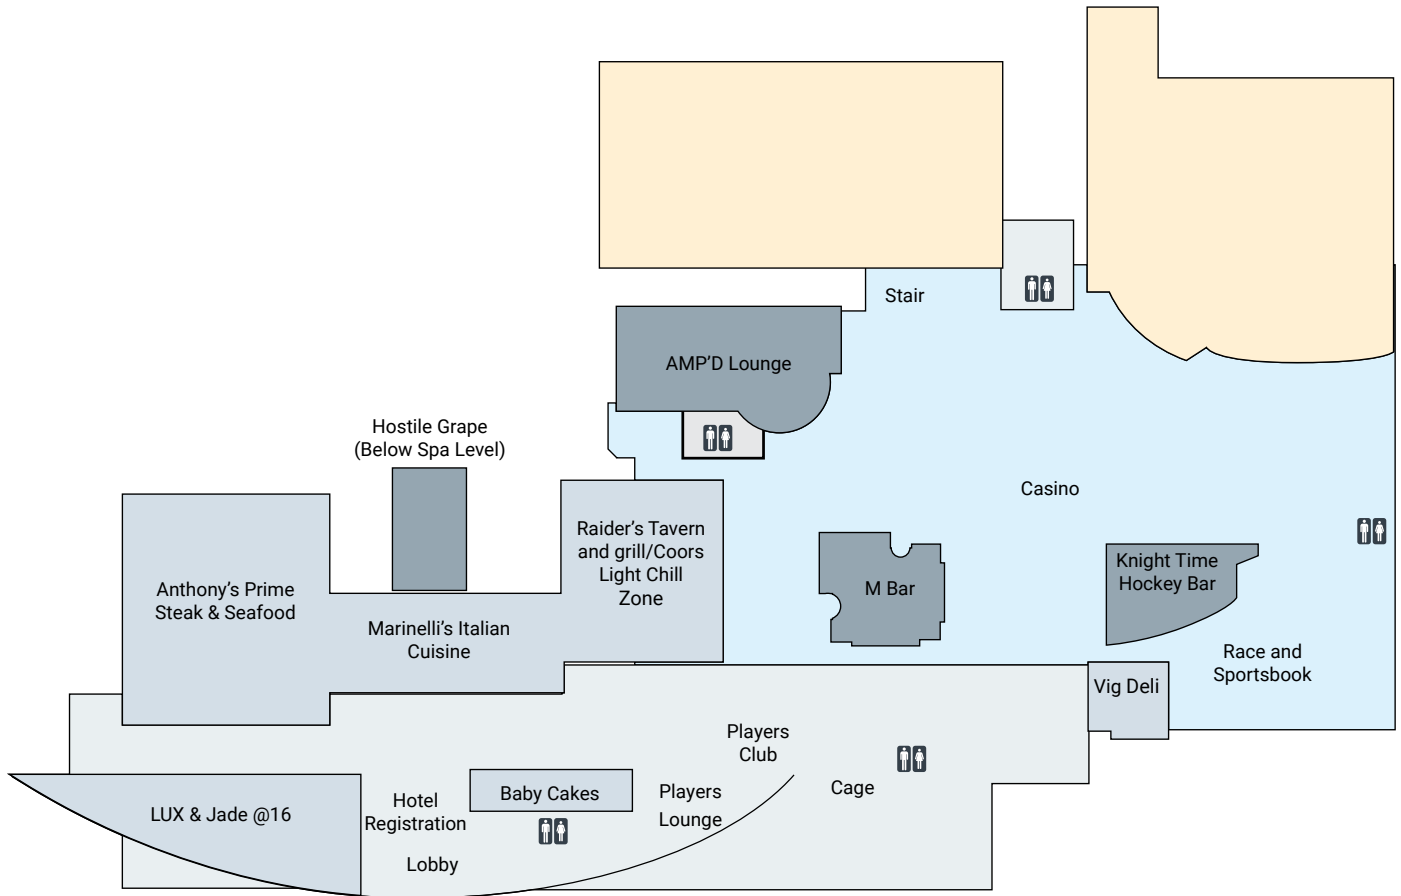 Stair
AMP’D Lounge
Hostile Grape
(Below Spa Level)
Casino
Raider’s Tavern
and grill/Coors
Light Chill
Zone
Anthony’s Prime
Steak & Seafood
Marinelli’s Italian
Cuisine
M Bar
Knight Time
Hockey Bar
Race and
Sportsbook
Vig Deli
Players
Club
Cage
Players
Lounge
Baby Cakes
Hotel
Registration
LUX & Jade @16
Lobby